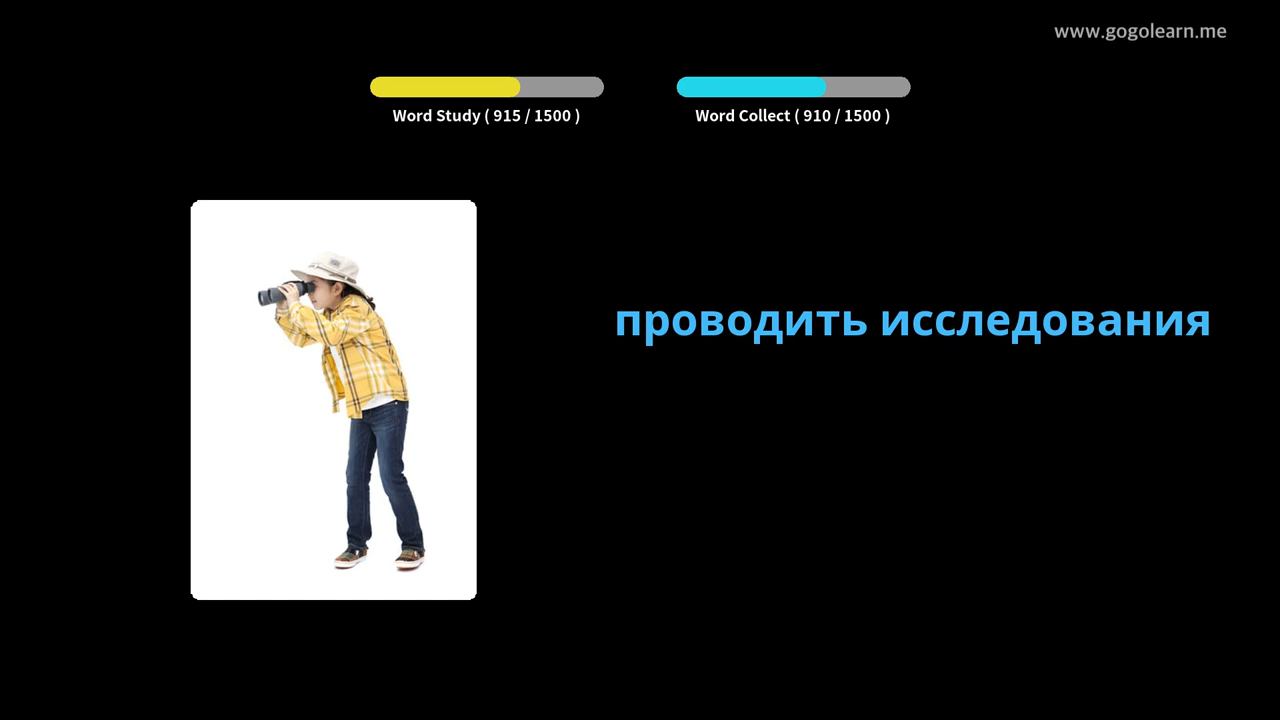 www.gogolearn.me
Word Study ( 915 / 1500 )
Word Collect ( 910 / 1500 )
проводить исследования